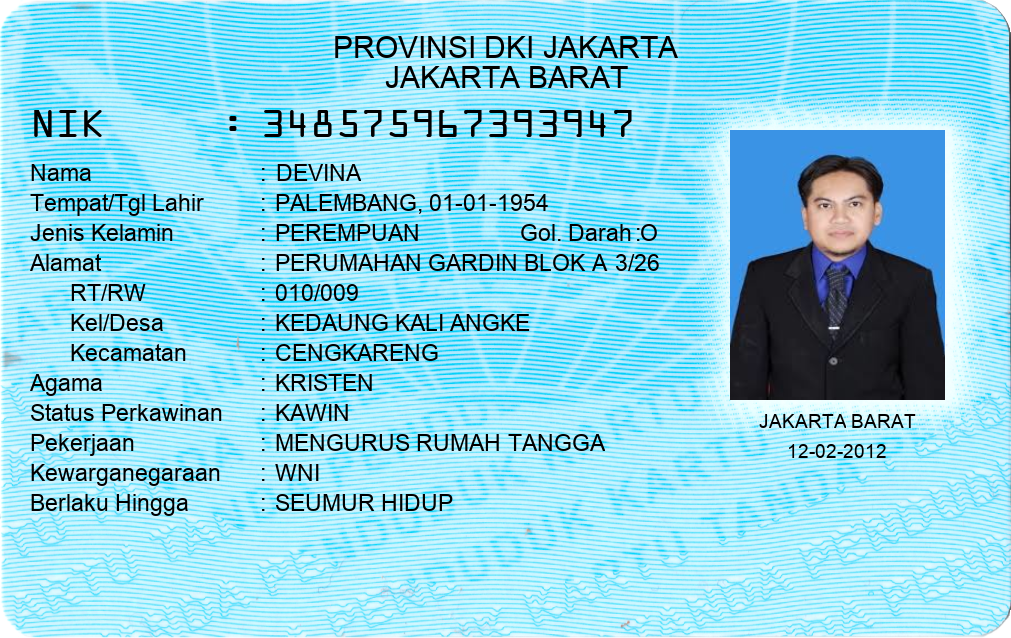 PROVINSI DKI JAKARTA
JAKARTA BARAT
NIK : 348575967393947
Nama : DEVINA
Tempat/Tgl Lahir : PALEMBANG, 01-01-1954
Jenis Kelamin : PEREMPUAN Gol. Darah :O
Alamat : PERUMAHAN GARDIN BLOK A 3/26
RT/RW : 010/009
Kel/Desa : KEDAUNG KALI ANGKE
Kecamatan : CENGKARENG
Agama : KRISTEN
Status Perkawinan : KAWIN
Pekerjaan : MENGURUS RUMAH TANGGA
Kewarganegaraan : WNI
Berlaku Hingga : SEUMUR HIDUP
JAKARTA BARAT
12-02-2012